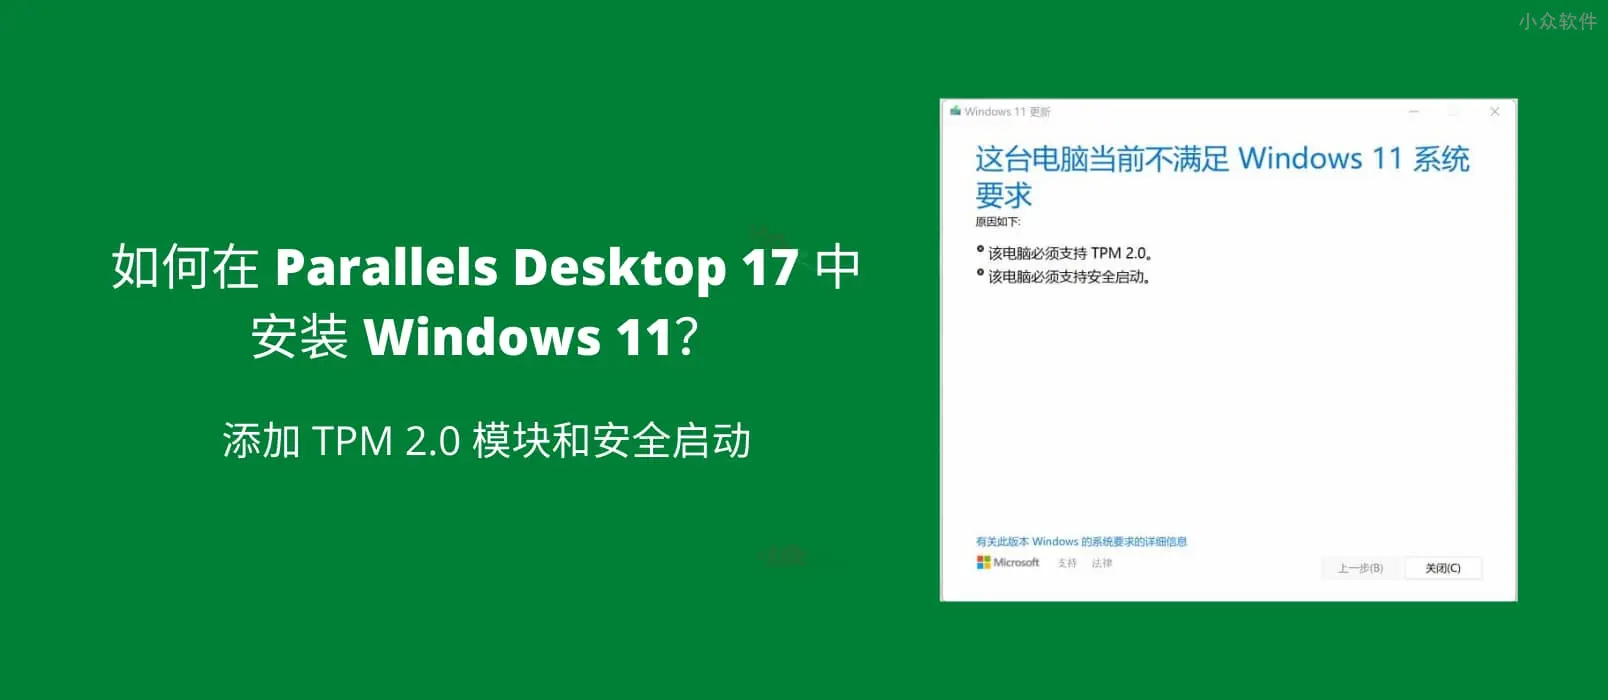 小众软件
如何在 Parallels Desktop 17 中
安装 Windows 11？
添加 TPM 2.0 模块和安全启动
Windows 11 更新
这台电脑当前不满足 Windows 11 系统
要求
原因如下:
该电脑必须支持 TPM 2.0。
该电脑必须支持安全启动。
有关此版本 Windows 的系统要求的详细信息
Microsoft 支持 法律
上一步(B) 关闭(C)